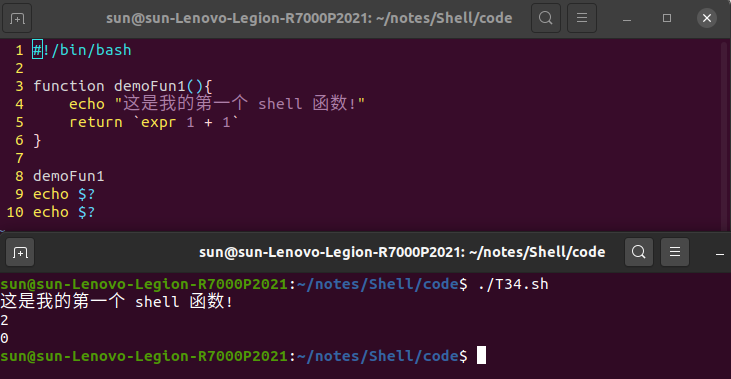 sun@sun-Lenovo-Legion-R7000P2021: ~/notes/Shell/code
1 #!/bin/bash
2
3 function demoFun1(){
4     echo "这是我的第一个 shell 函数!"
5     return `expr 1 + 1`
6 }
7
8 demoFun1
9 echo $?
10 echo $?
sun@sun-Lenovo-Legion-R7000P2021: ~/notes/Shell/code
sun@sun-Lenovo-Legion-R7000P2021:~/notes/Shell/code$ ./T34.sh
这是我的第一个 shell 函数!
2
0
sun@sun-Lenovo-Legion-R7000P2021:~/notes/Shell/code$